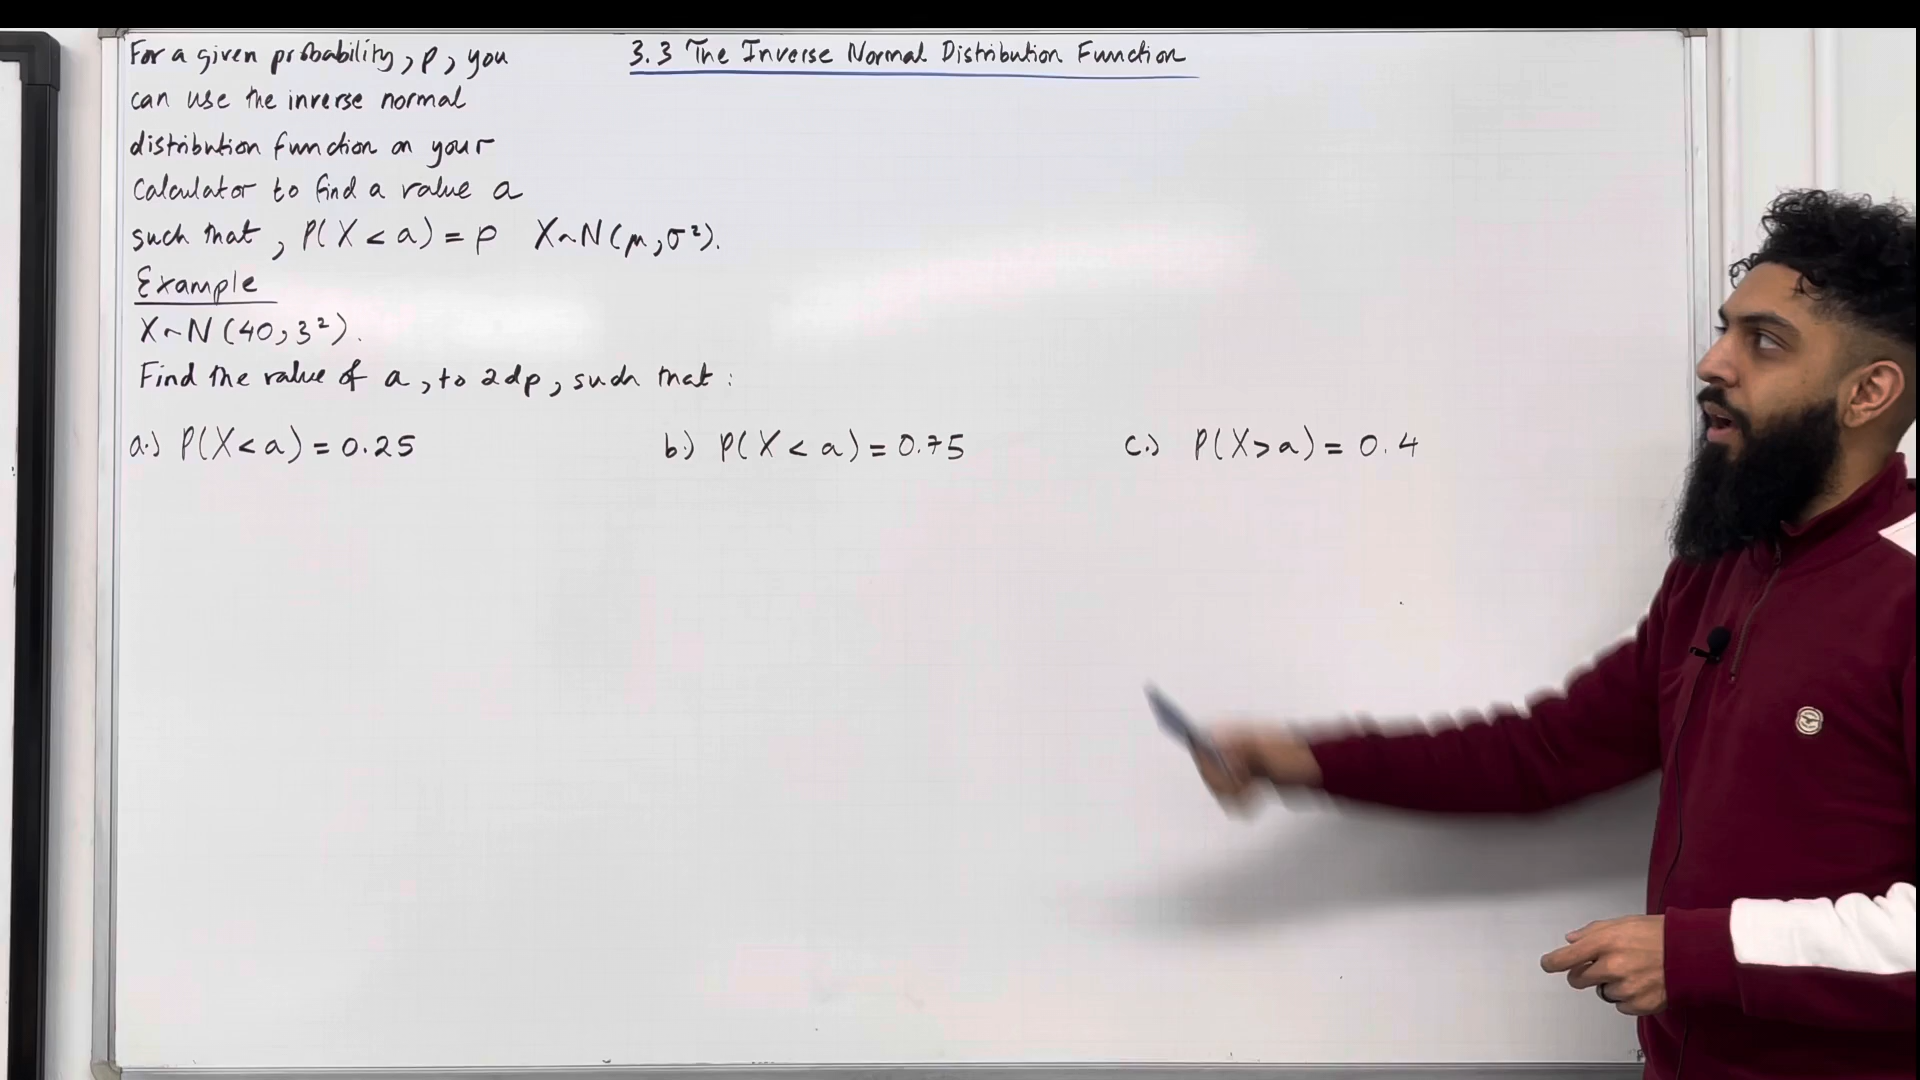 3.3 The Inverse Normal Distribution Function
For a given probability, p, you
can use the inverse normal
distribution function on your
Calculator to find a value a
such that, P(X < a) = p X~N(μ, σ²).
Example
X~N(40, 3²).
Find the value of a, to 2dp, such that:
a.) P(X < a) = 0.25
b.) P(X < a) = 0.75
c.) P(X > a) = 0.4